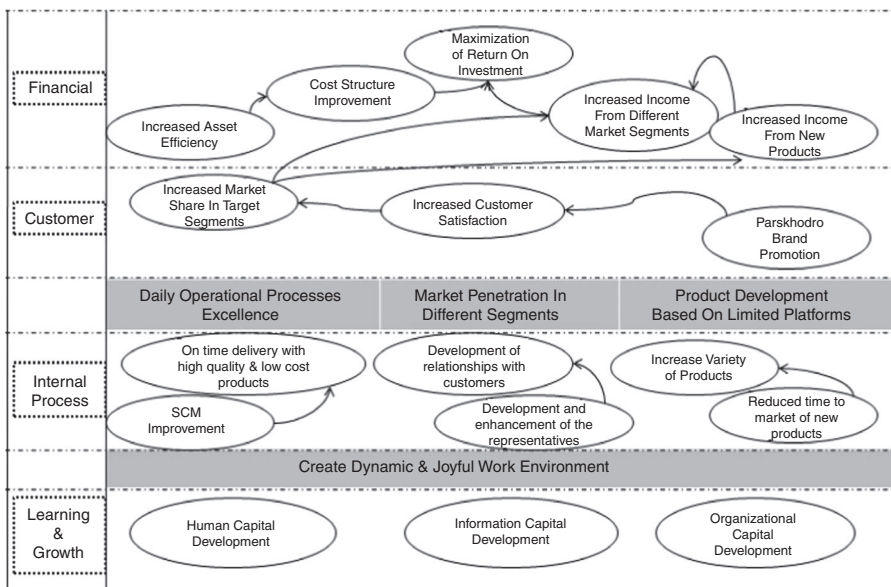 Financial
Maximization
of Return On
Investment
Cost Structure
Improvement
Increased Asset
Efficiency
Increased Income
From Different
Market Segments
Increased Income
From New
Products
Customer
Increased Market
Share In Target
Segments
Increased Customer
Satisfaction
Parskhodro
Brand
Promotion
Daily Operational Processes
Excellence
Market Penetration In
Different Segments
Product Development
Based On Limited Platforms
Internal
Process
On time delivery with
high quality & low cost
products
SCM
Improvement
Development of
relationships with
customers
Development and
enhancement of the
representatives
Increase Variety
of Products
Reduced time to
market of new
products
Create Dynamic & Joyful Work Environment
Learning
&
Growth
Human Capital
Development
Information Capital
Development
Organizational
Capital
Development